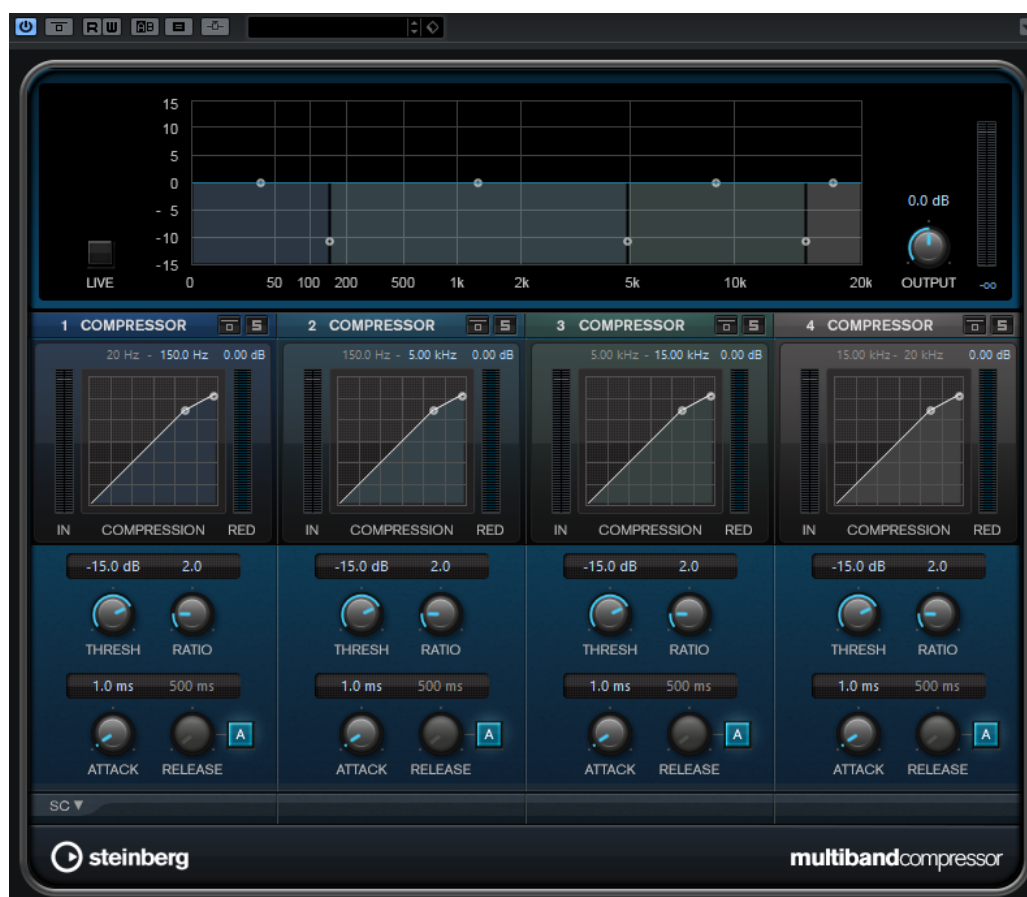 R W A B
15
10
5
0
- 5
-10
-15
0 50 100 200 500 1k 2k 5k 10k 20k
LIVE
0.0 dB
OUTPUT
-oo
1 COMPRESSOR S
2 COMPRESSOR S
3 COMPRESSOR S
4 COMPRESSOR S
20 Hz - 150.0 Hz 0.00 dB
150.0 Hz - 5.00 kHz 0.00 dB
5.00 kHz - 15.00 kHz 0.00 dB
15.00 kHz - 20 kHz 0.00 dB
IN COMPRESSION RED
IN COMPRESSION RED
IN COMPRESSION RED
IN COMPRESSION RED
-15.0 dB 2.0
-15.0 dB 2.0
-15.0 dB 2.0
-15.0 dB 2.0
THRESH RATIO
THRESH RATIO
THRESH RATIO
THRESH RATIO
1.0 ms 500 ms
1.0 ms 500 ms
1.0 ms 500 ms
1.0 ms 500 ms
A
A
A
A
ATTACK RELEASE
ATTACK RELEASE
ATTACK RELEASE
ATTACK RELEASE
SC ▼
steinberg
multibandcompressor